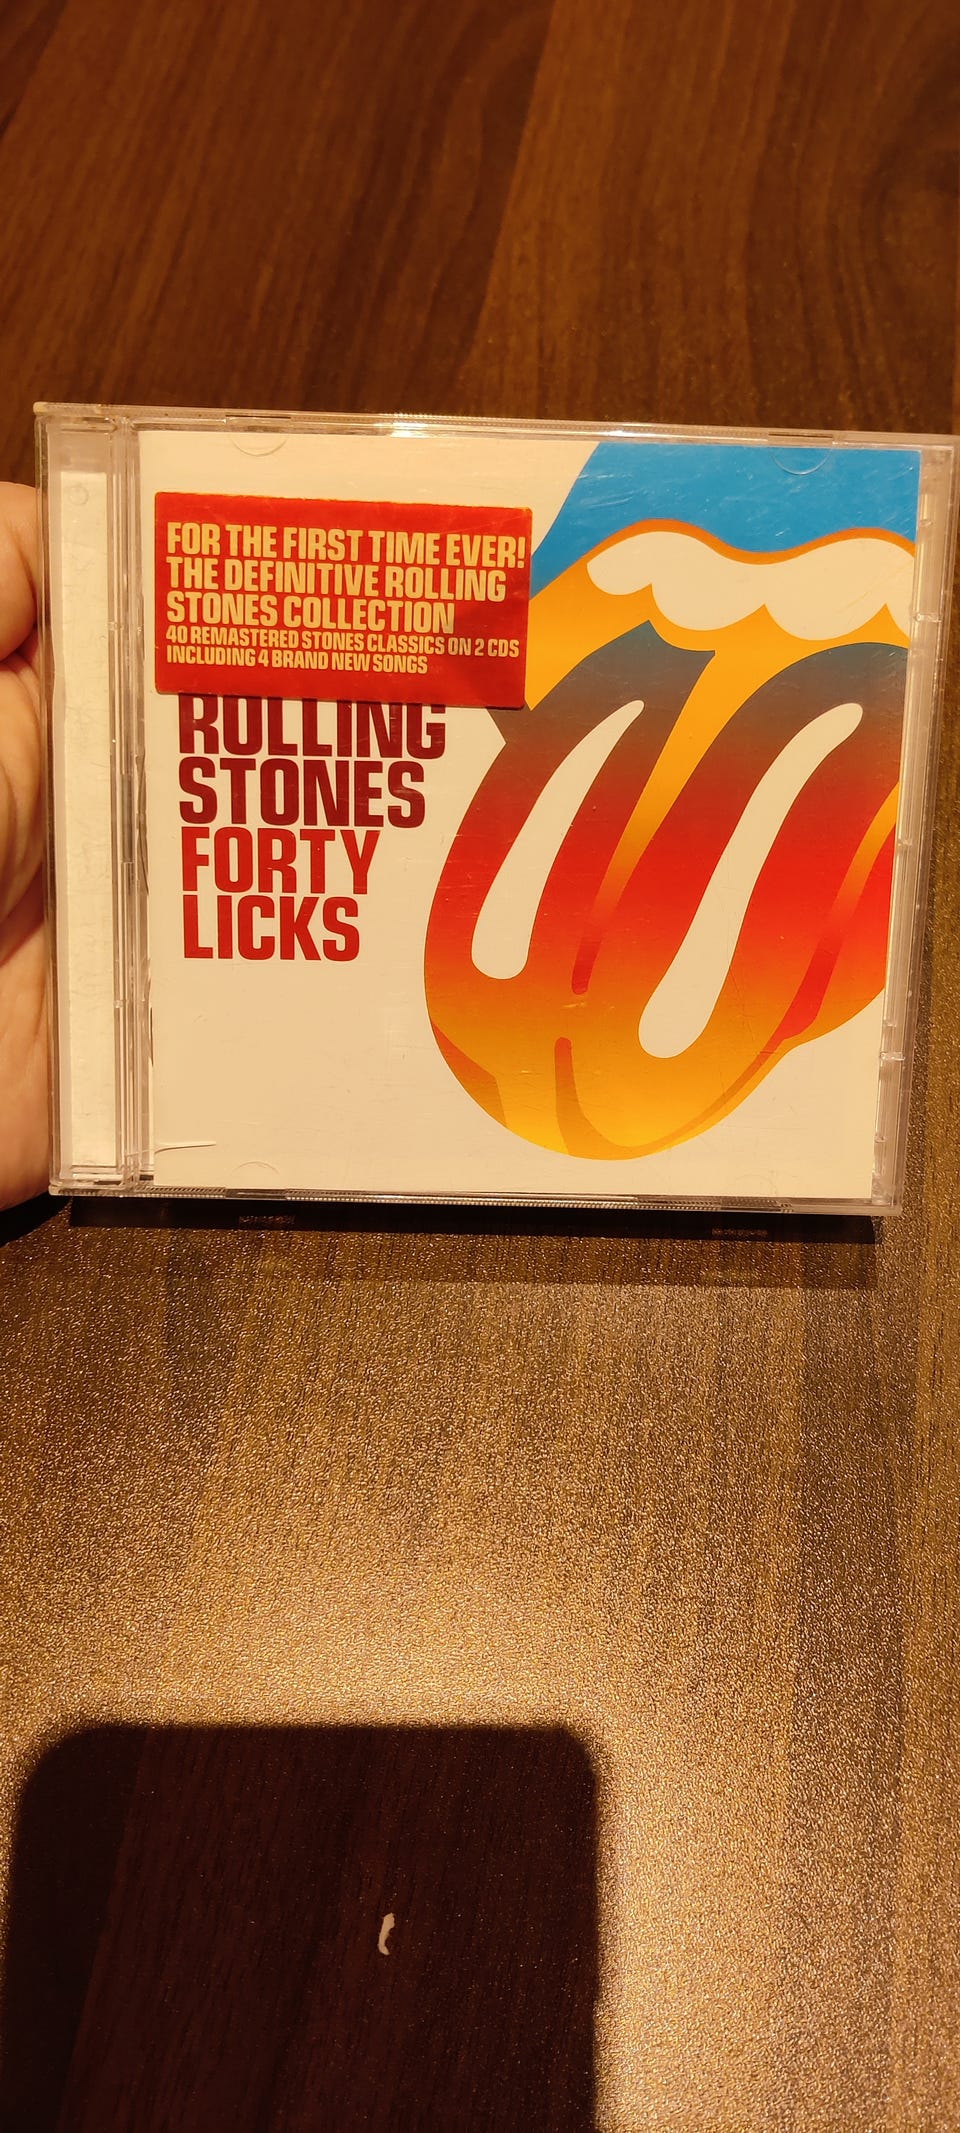 FOR THE FIRST TIME EVER!
THE DEFINITIVE ROLLING
STONES COLLECTION
40 REMASTERED STONES CLASSICS ON 2 CDS
INCLUDING 4 BRAND NEW SONGS
ROLLING
STONES
FORTY
LICKS